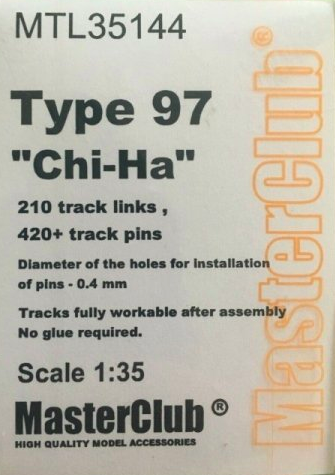 MTL35144
Type 97
"Chi-Ha"
210 track links ,
420+ track pins
Diameter of the holes for installation
of pins - 0.4 mm
Tracks fully workable after assembly
No glue required.
Scale 1:35
MasterClub ®
HIGH QUALITY MODEL ACCESSORIES
MasterClub®